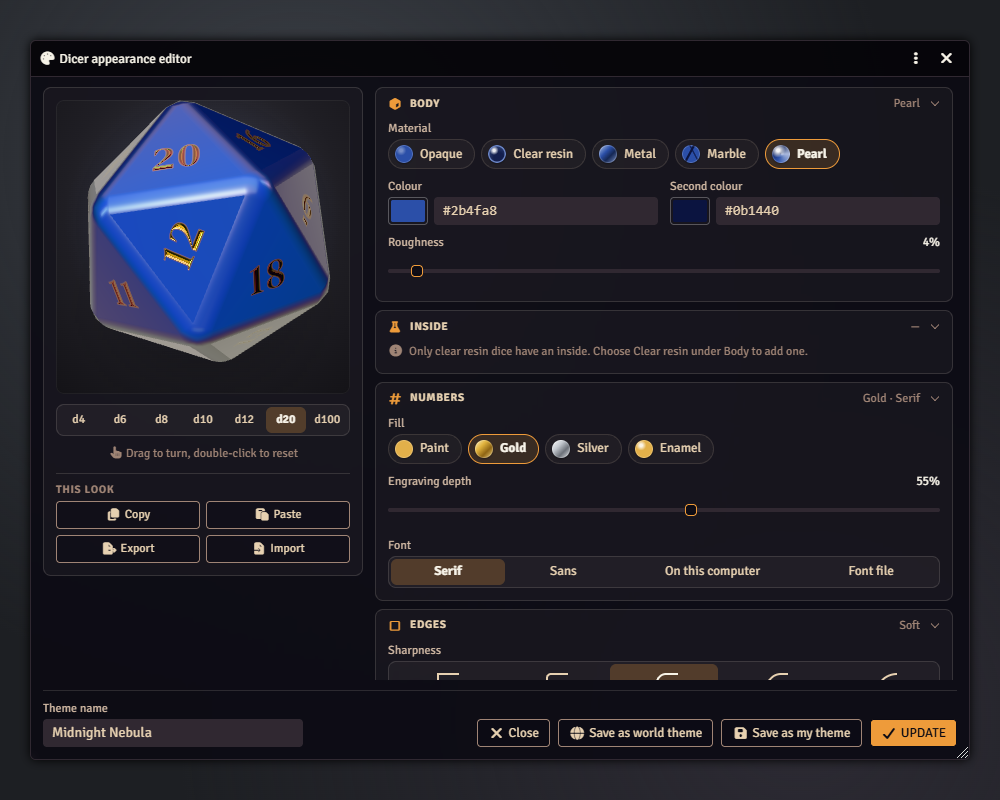 Dicer appearance editor
20
12
18
11
d4 d6 d8 d10 d12 d20 d100
Drag to turn, double-click to reset
THIS LOOK
Copy Paste
Export Import
BODY Pearl
Material
Opaque Clear resin Metal Marble Pearl
Colour Second colour
#2b4fa8 #0b1440
Roughness 4%
INSIDE –
Only clear resin dice have an inside. Choose Clear resin under Body to add one.
NUMBERS Gold · Serif
Fill
Paint Gold Silver Enamel
Engraving depth 55%
Font
Serif Sans On this computer Font file
EDGES Soft
Sharpness
Theme name
Midnight Nebula
Close Save as world theme Save as my theme UPDATE